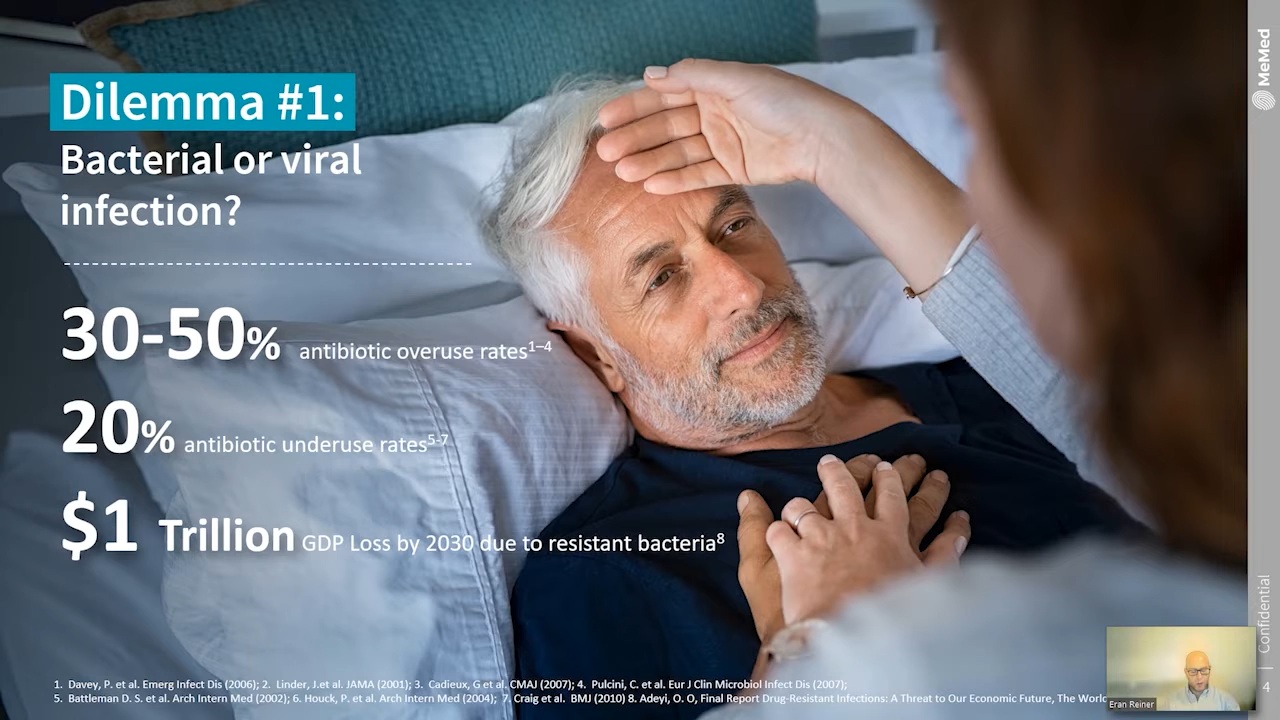 Dilemma #1:
Bacterial or viral
infection?
30-50% antibiotic overuse rates1–4
20% antibiotic underuse rates5-7
$1 Trillion GDP Loss by 2030 due to resistant bacteria8
1. Davey, P. et al. Emerg Infect Dis (2006); 2. Linder, J.et al. JAMA (2001); 3. Cadieux, G et al. CMAJ (2007); 4. Pulcini, C. et al. Eur J Clin Microbiol Infect Dis (2007);
5. Battleman D. S. et al. Arch Intern Med (2002); 6. Houck, P. et al. Arch Intern Med (2004); 7. Craig et al. BMJ (2010) 8. Adeyi, O. O, Final Report Drug-Resistant Infections: A Threat to Our Economic Future, The World
MeMed
Confidential
4
Eran Reiner